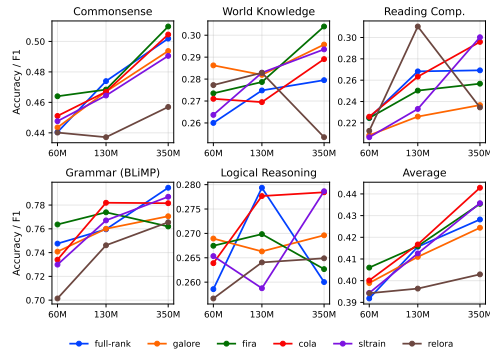 Commonsense
World Knowledge
Reading Comp.
Accuracy / F1
0.50
0.48
0.46
0.44
60M 130M 350M
0.30
0.29
0.28
0.27
0.26
60M 130M 350M
0.30
0.28
0.26
0.24
0.22
60M 130M 350M
Grammar (BLiMP)
Logical Reasoning
Average
Accuracy / F1
0.78
0.76
0.74
0.72
0.70
60M 130M 350M
0.280
0.275
0.270
0.265
0.260
60M 130M 350M
0.44
0.43
0.42
0.41
0.40
0.39
60M 130M 350M
full-rank galore fira cola sltrain relora